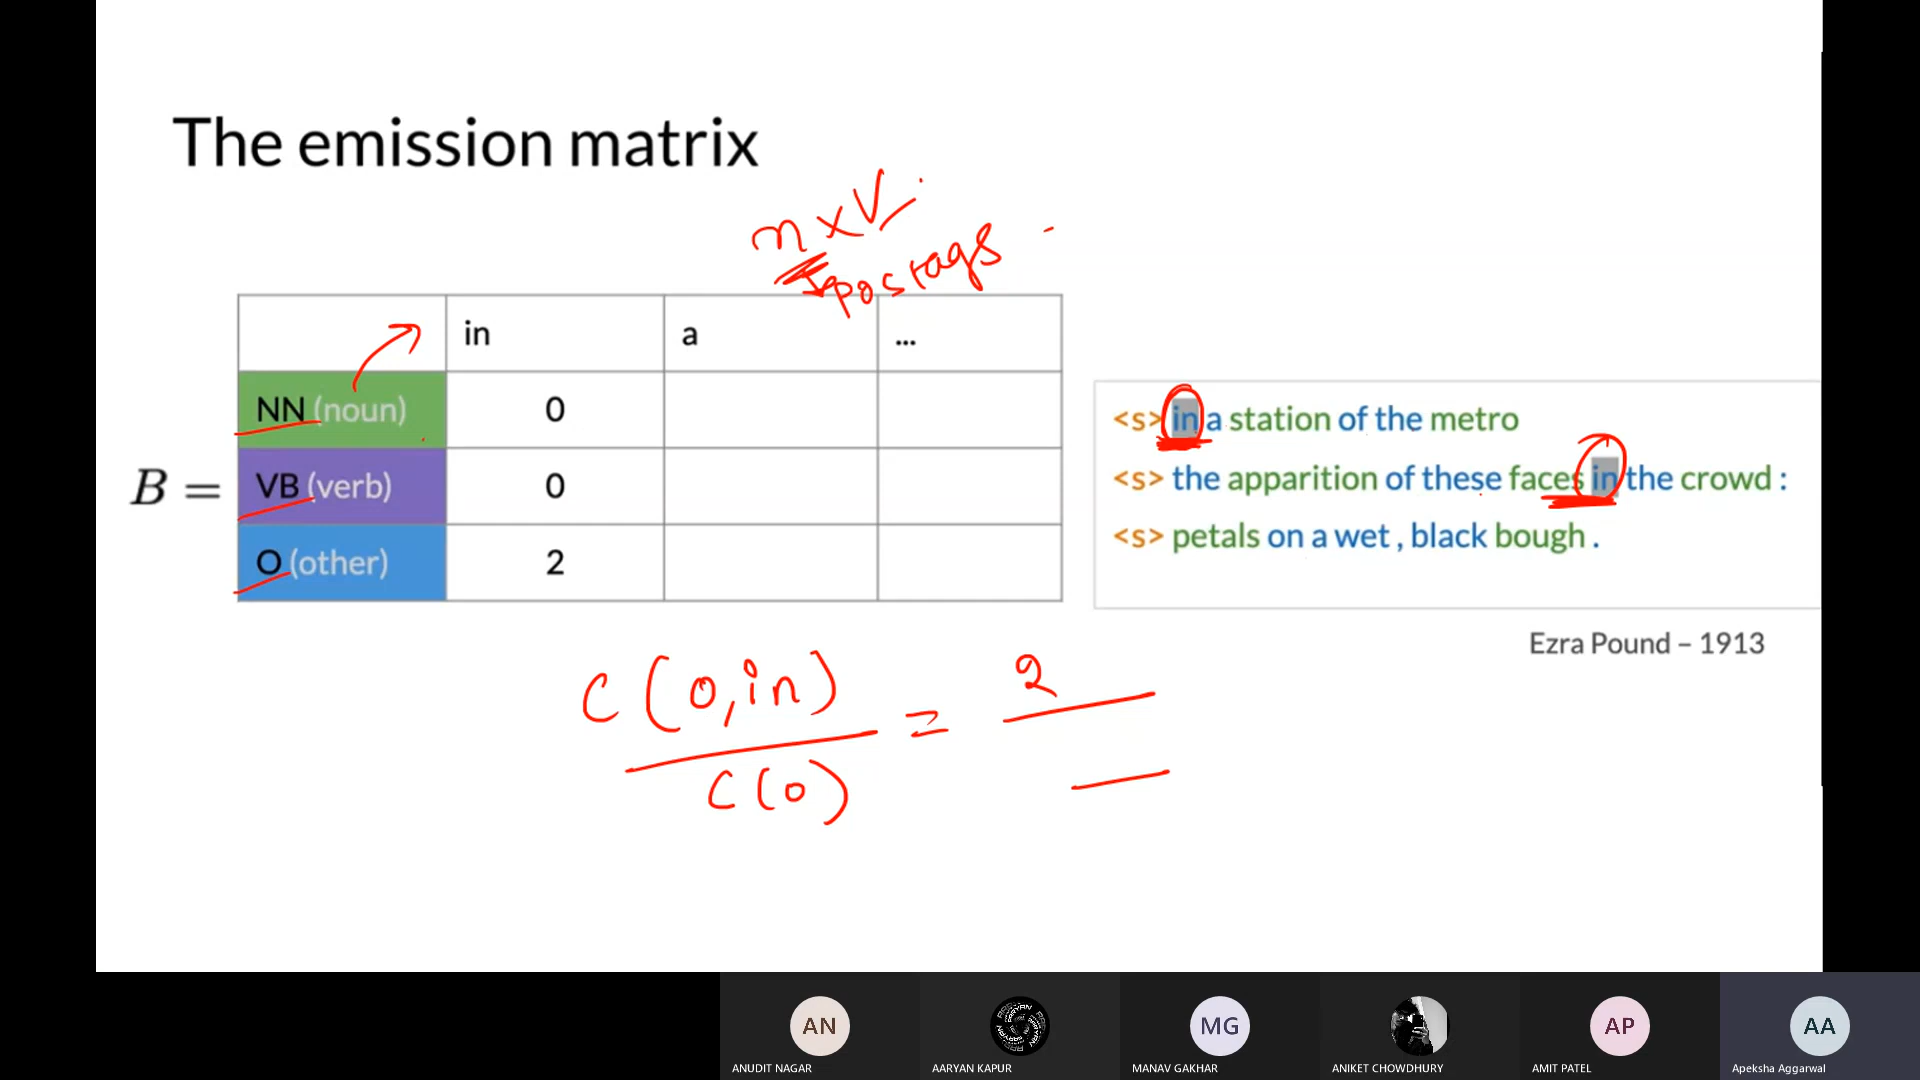 The emission matrix
n x V
pos tags
in a ...
NN (noun) 0
B = VB (verb) 0
O (other) 2
<s> in a station of the metro
<s> the apparition of these faces in the crowd :
<s> petals on a wet , black bough .
Ezra Pound – 1913
C(O,in) = 2
C(O)
AN MG AP AA
ANUDIT NAGAR AARYAN KAPUR MANAV GAKHAR ANIKET CHOWDHURY AMIT PATEL Apeksha Aggarwal